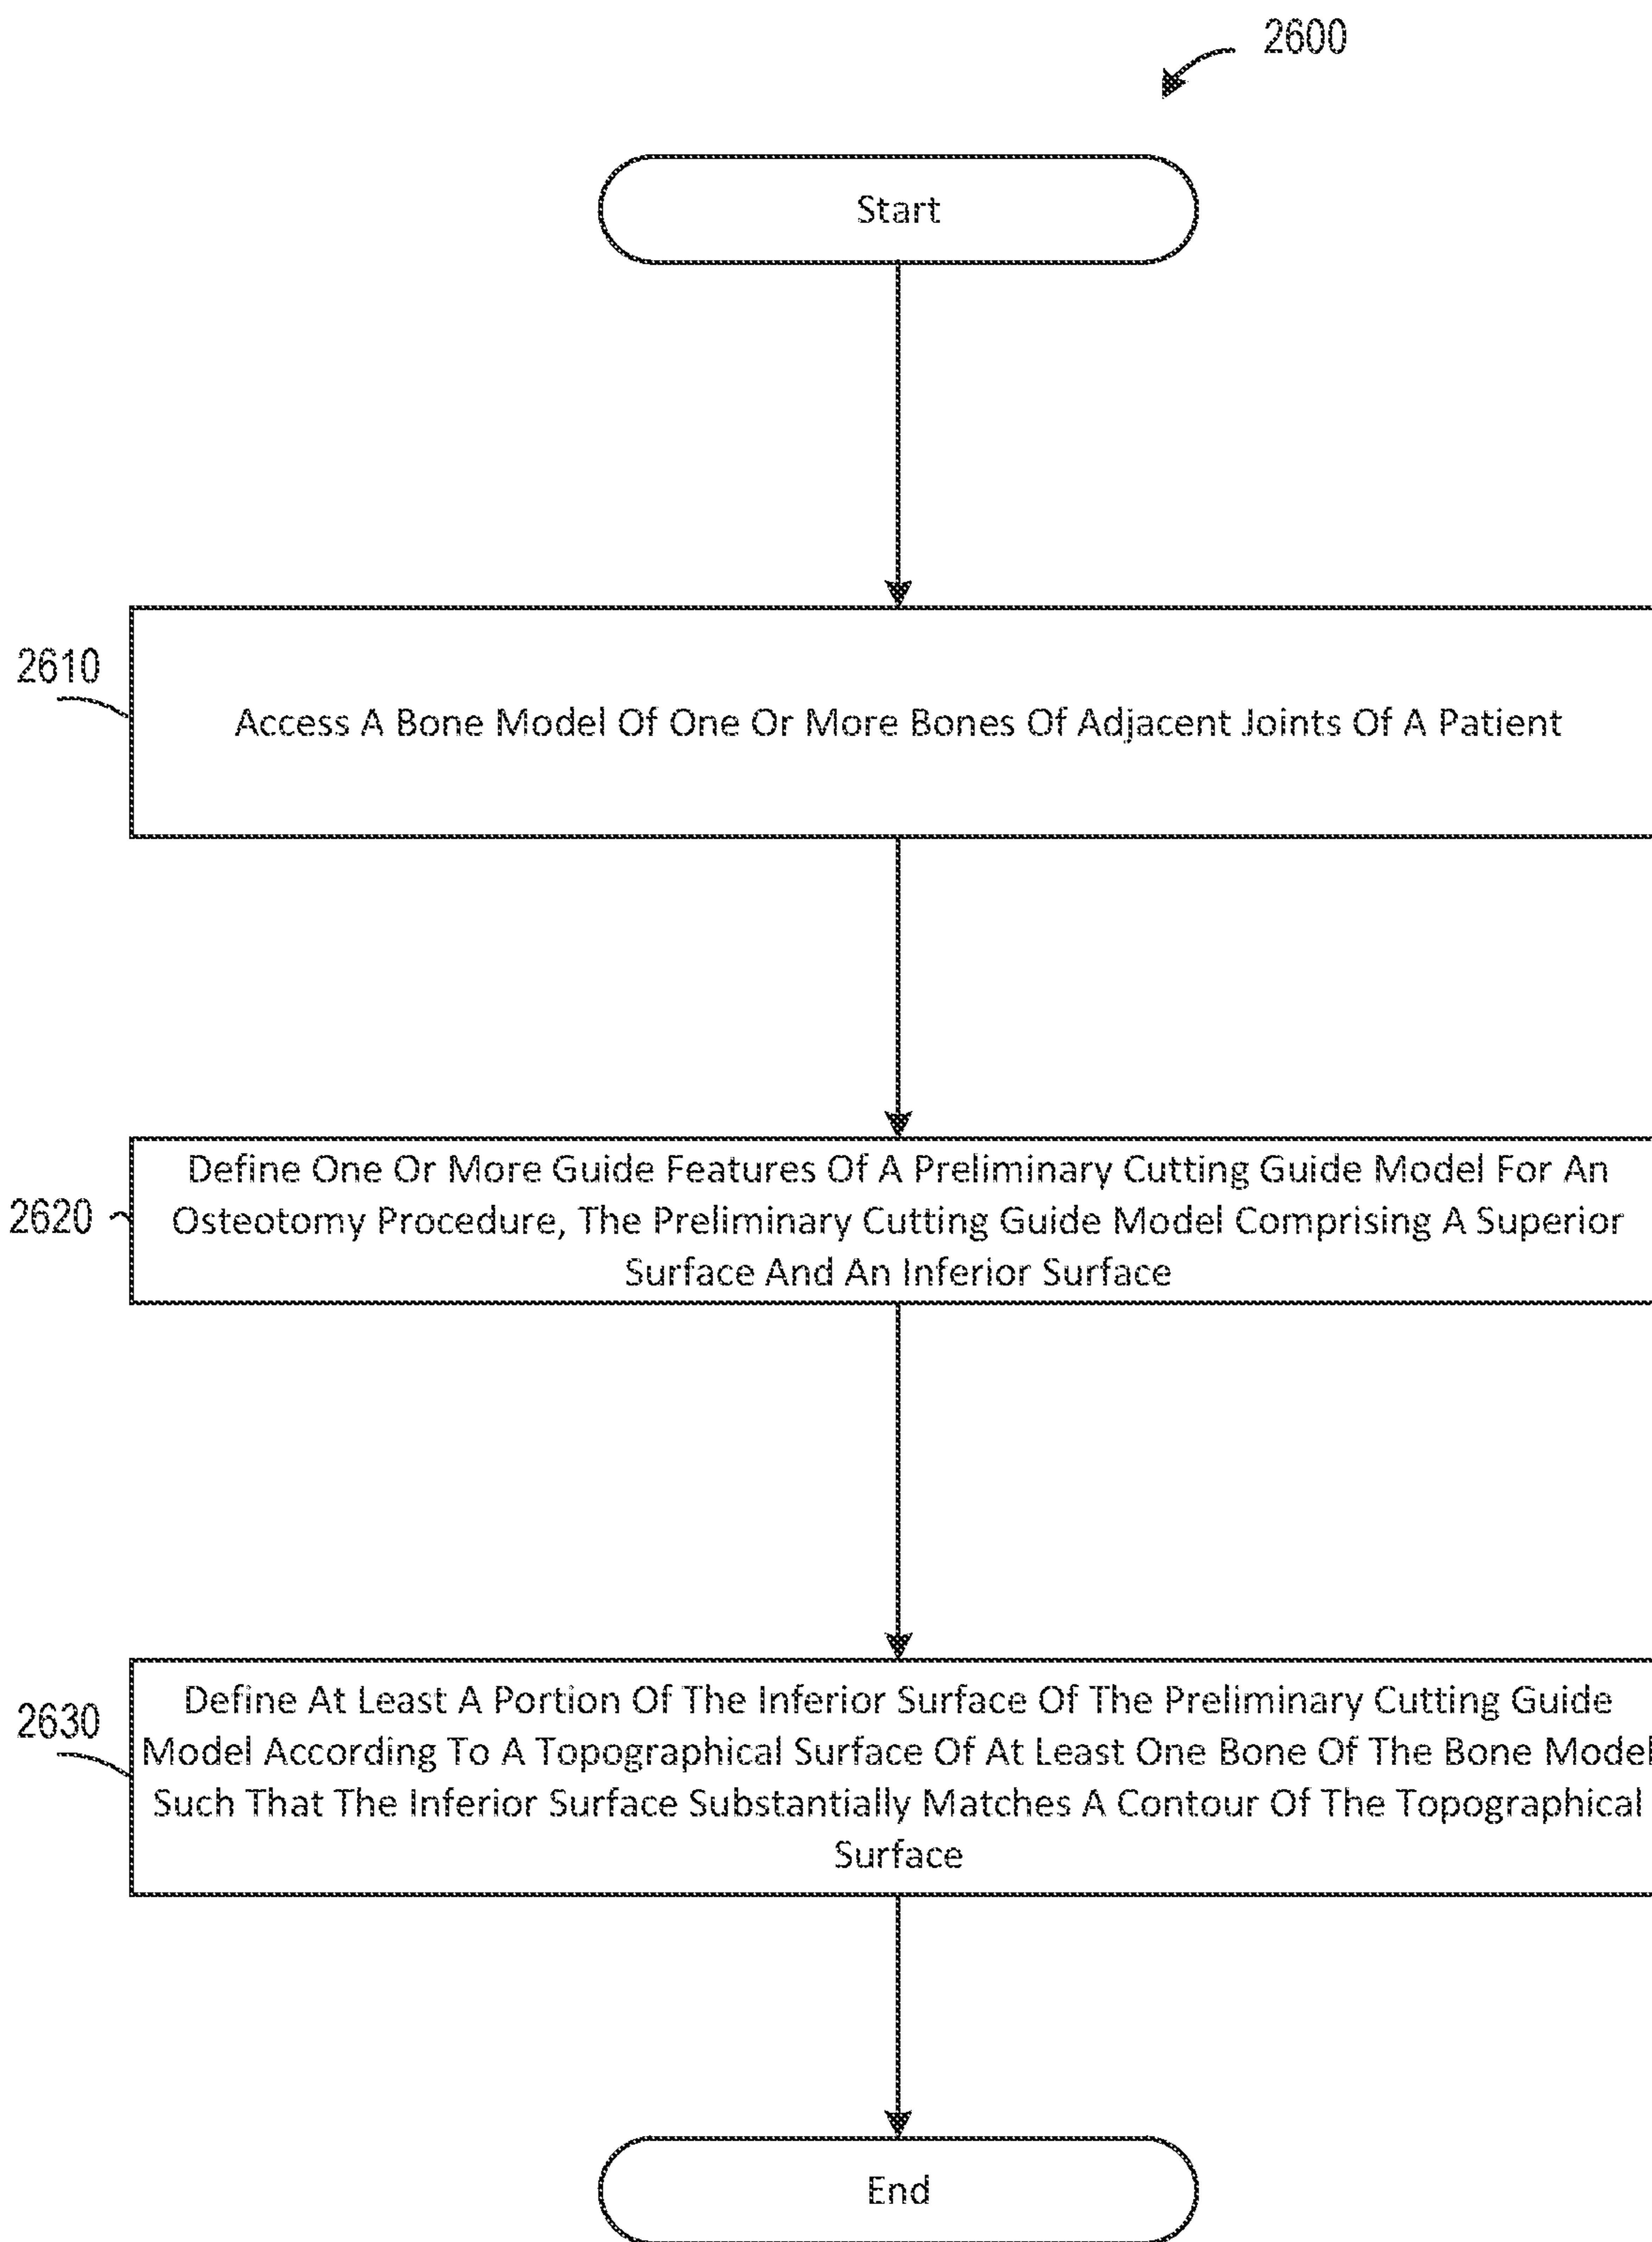 2600
Start
2610
Access A Bone Model Of One Or More Bones Of Adjacent Joints Of A Patient
2620
Define One Or More Guide Features Of A Preliminary Cutting Guide Model For An
Osteotomy Procedure, The Preliminary Cutting Guide Model Comprising A Superior
Surface And An Inferior Surface
2630
Define At Least A Portion Of The Inferior Surface Of The Preliminary Cutting Guide
Model According To A Topographical Surface Of At Least One Bone Of The Bone Model
Such That The Inferior Surface Substantially Matches A Contour Of The Topographical
Surface
End